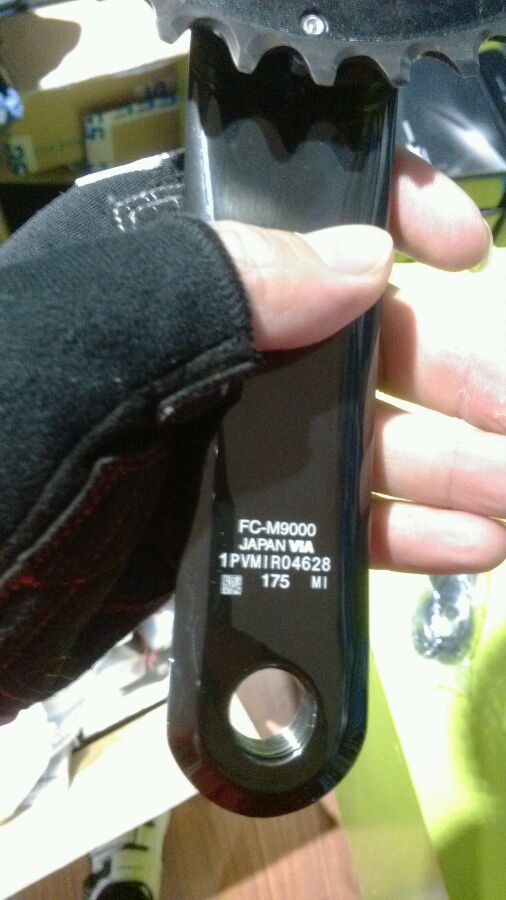 FC-M9000
JAPAN VIA
1PVMIR04628
175 MI